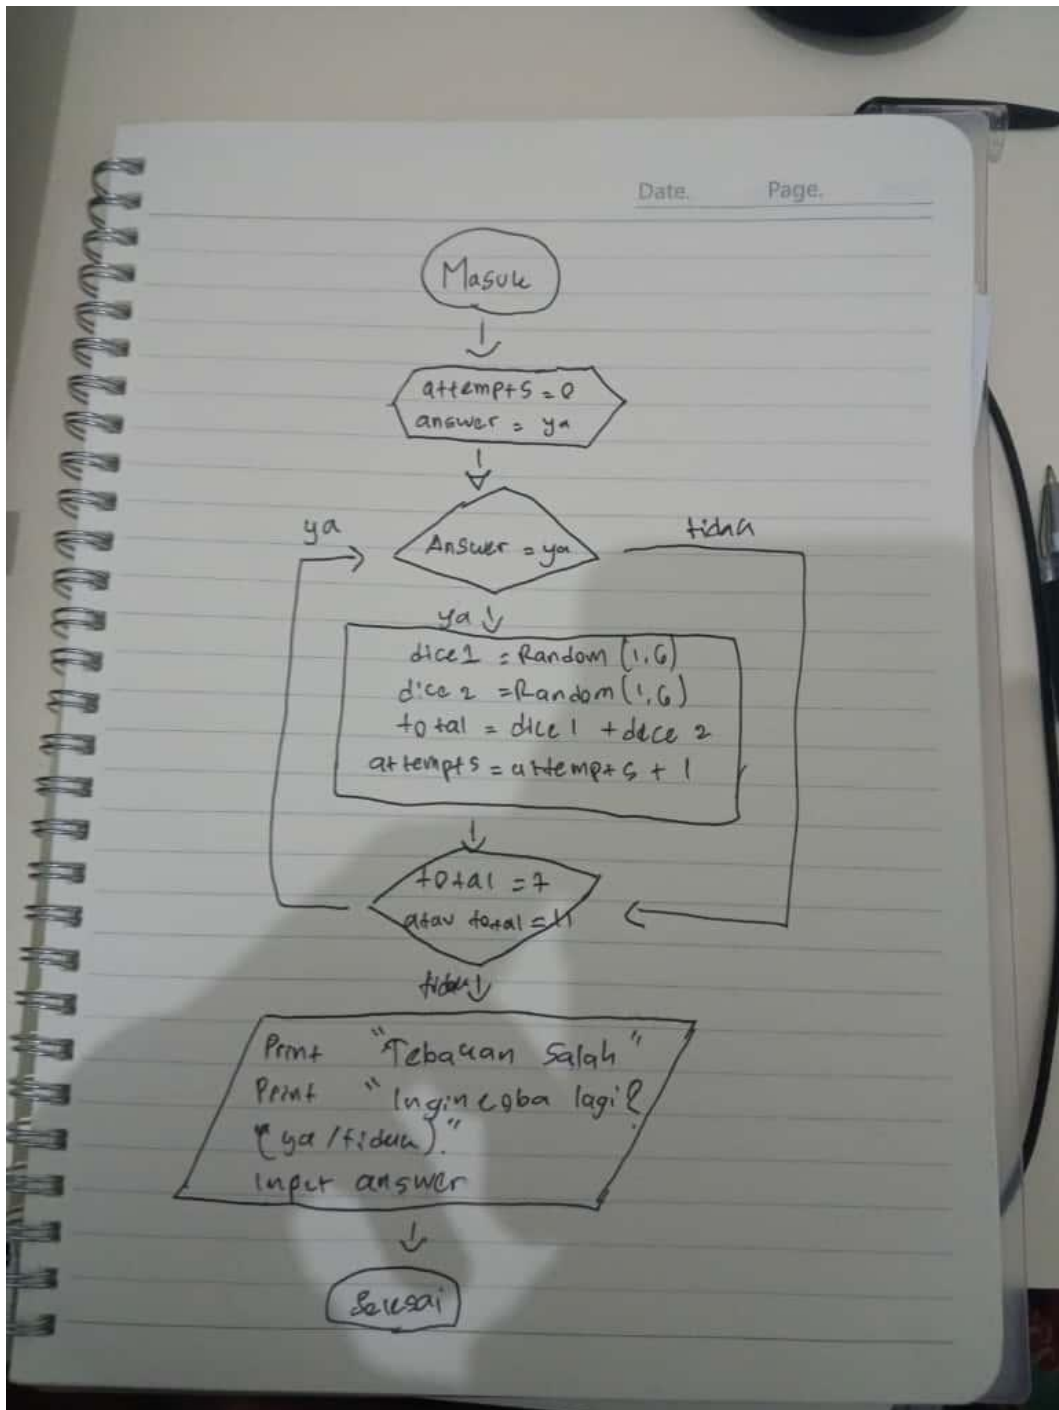 Date. Page.
Masuk
attempts = 0
answer = ya
ya
Answer = ya
tidak
ya
dice1 = Random (1,6)
dice 2 = Random (1,6)
total = dice 1 + dice 2
attempts = attempts + 1
total = 7
atau total = 11
tidak
Print "Tebakan Salah"
Print "Ingin coba lagi?
(ya/tidak)."
Input answer
Selesai